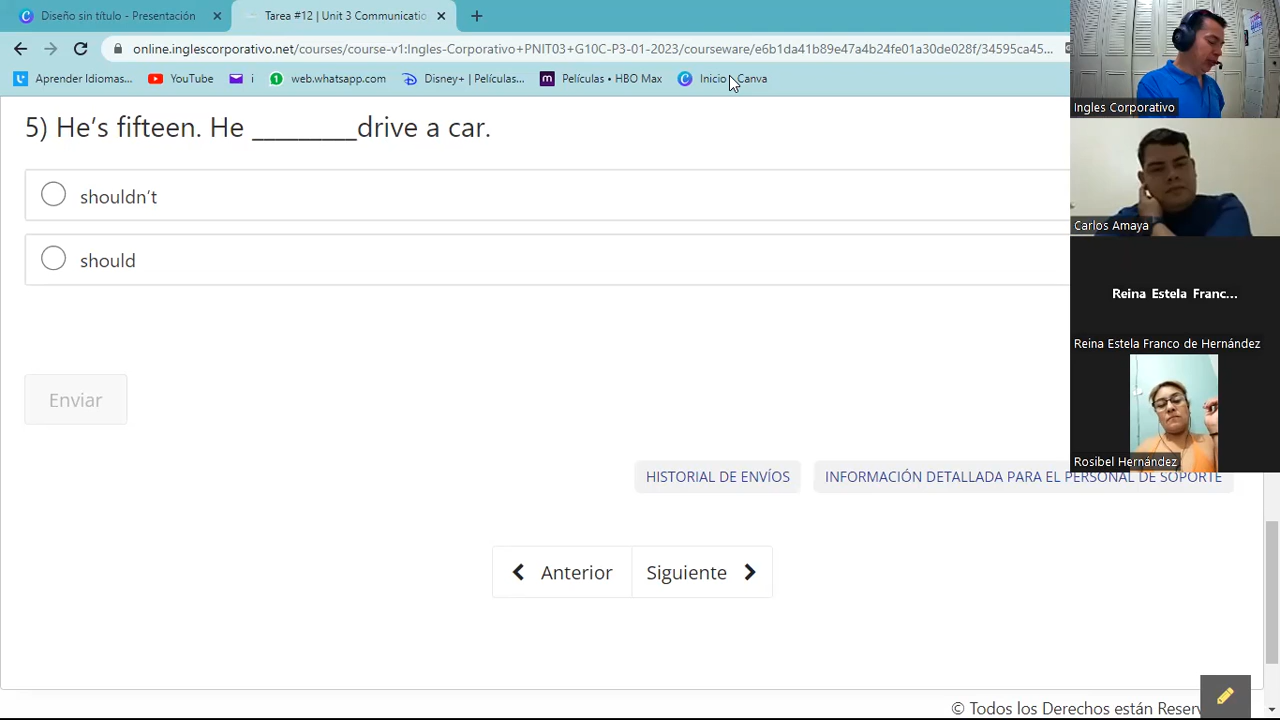 Diseño sin título - Presentación
Tarea #12 | Unit 3 Communicatio
online.inglescorporativo.net/courses/course-v1:Ingles-Corporativo+PNIT03+G10C-P3-01-2023/courseware/e6b1da41b89e47a4b24fe01a30de028f/34595ca45...
Aprender Idiomas...
YouTube
i
web.whatsapp.com
Disney+ | Películas...
Películas • HBO Max
Inicio - Canva
5) He's fifteen. He _________drive a car.
shouldn't
should
Enviar
HISTORIAL DE ENVÍOS
INFORMACIÓN DETALLADA PARA EL PERSONAL DE SOPORTE
Anterior
Siguiente
© Todos los Derechos están Reserv
Ingles Corporativo
Carlos Amaya
Reina Estela Franc...
Reina Estela Franco de Hernández
Rosibel Hernández